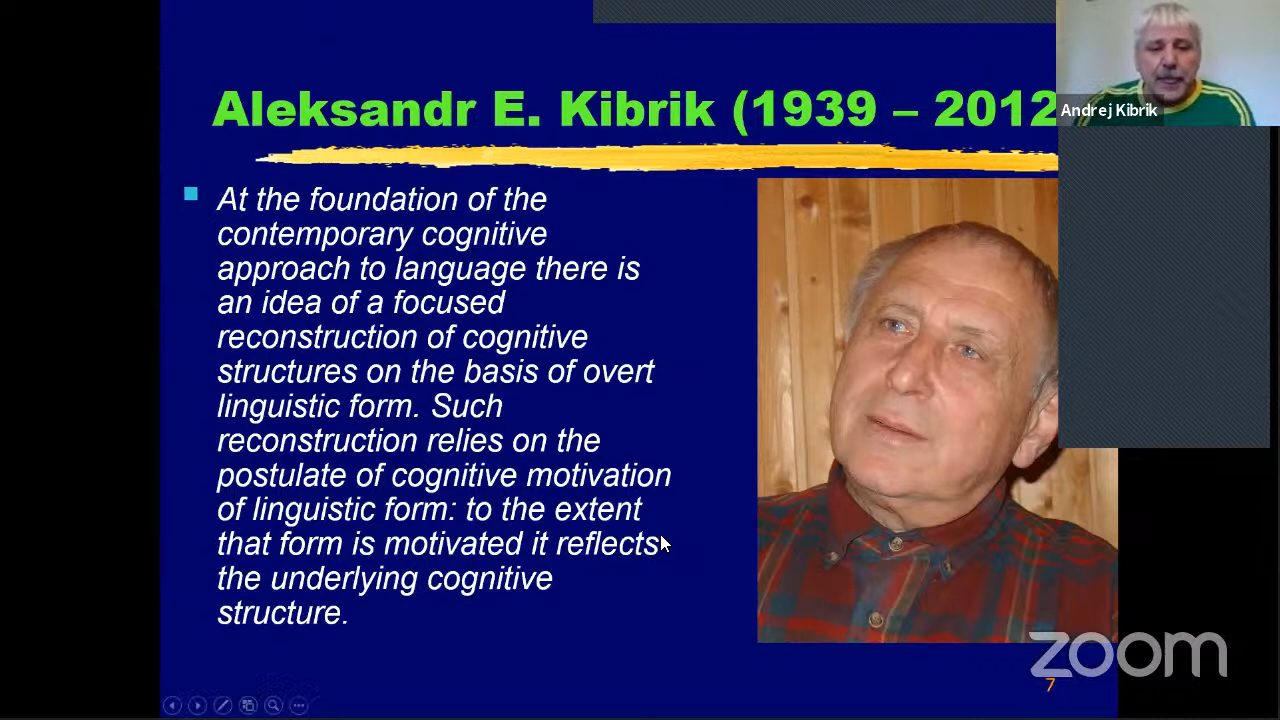 Aleksandr E. Kibrik (1939 – 2012
Andrej Kibrik
At the foundation of the
contemporary cognitive
approach to language there is
an idea of a focused
reconstruction of cognitive
structures on the basis of overt
linguistic form. Such
reconstruction relies on the
postulate of cognitive motivation
of linguistic form: to the extent
that form is motivated it reflects
the underlying cognitive
structure.
zoom
7